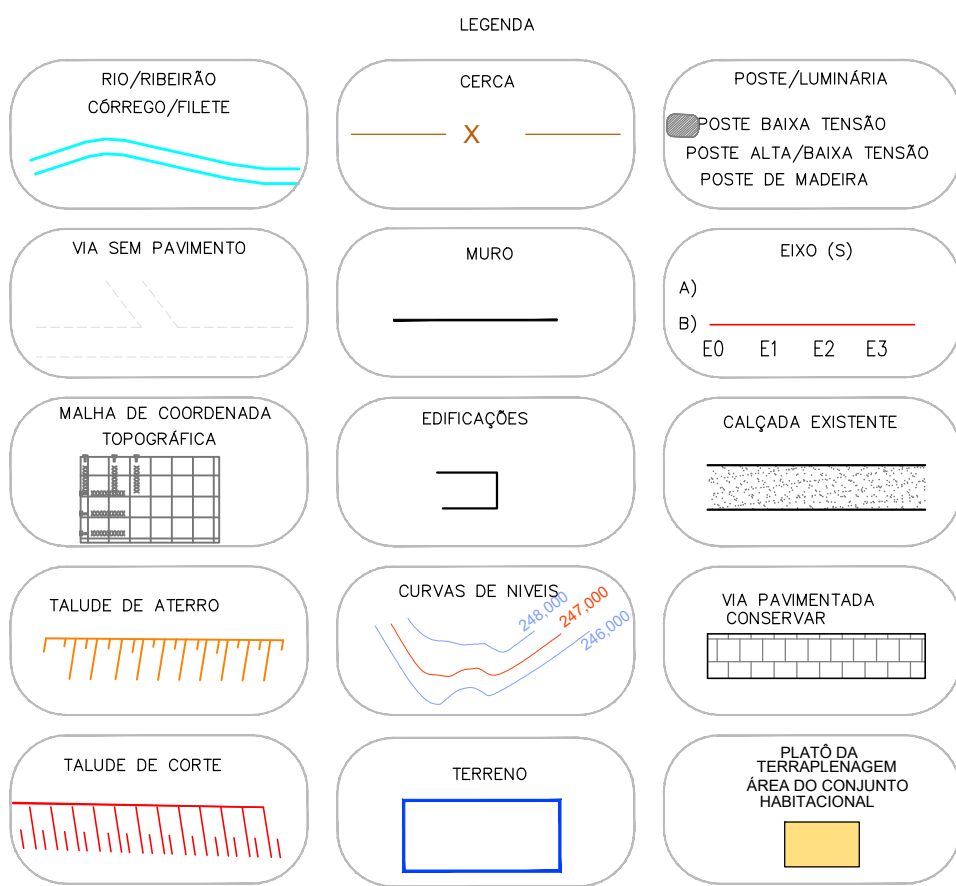 LEGENDA
RIO/RIBEIRÃO
CÓRREGO/FILETE
CERCA
X
POSTE/LUMINÁRIA
POSTE BAIXA TENSÃO
POSTE ALTA/BAIXA TENSÃO
POSTE DE MADEIRA
VIA SEM PAVIMENTO
MURO
EIXO (S)
A)
B)
E0 E1 E2 E3
MALHA DE COORDENADA
TOPOGRÁFICA
EDIFICAÇÕES
CALÇADA EXISTENTE
TALUDE DE ATERRO
CURVAS DE NIVEIS
248,000
247,000
246,000
VIA PAVIMENTADA
CONSERVAR
TALUDE DE CORTE
TERRENO
PLATÔ DA
TERRAPLENAGEM
ÁREA DO CONJUNTO
HABITACIONAL